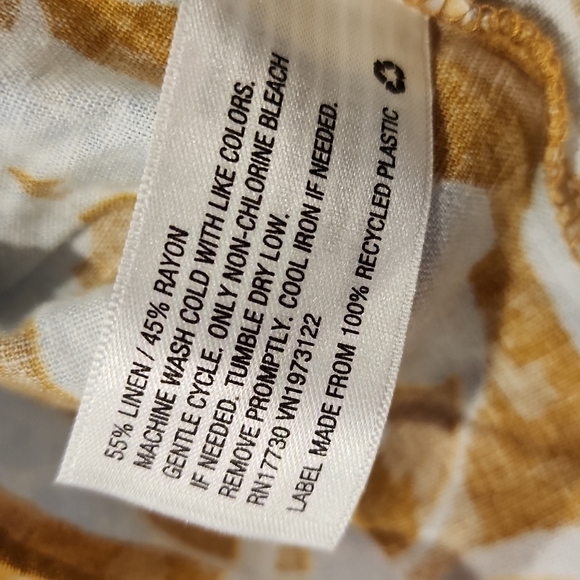 55% LINEN / 45% RAYON
MACHINE WASH COLD WITH LIKE COLORS.
GENTLE CYCLE. ONLY NON-CHLORINE BLEACH
IF NEEDED. TUMBLE DRY LOW.
REMOVE PROMPTLY. COOL IRON IF NEEDED.
RN17730 VN1973122
LABEL MADE FROM 100% RECYCLED PLASTIC